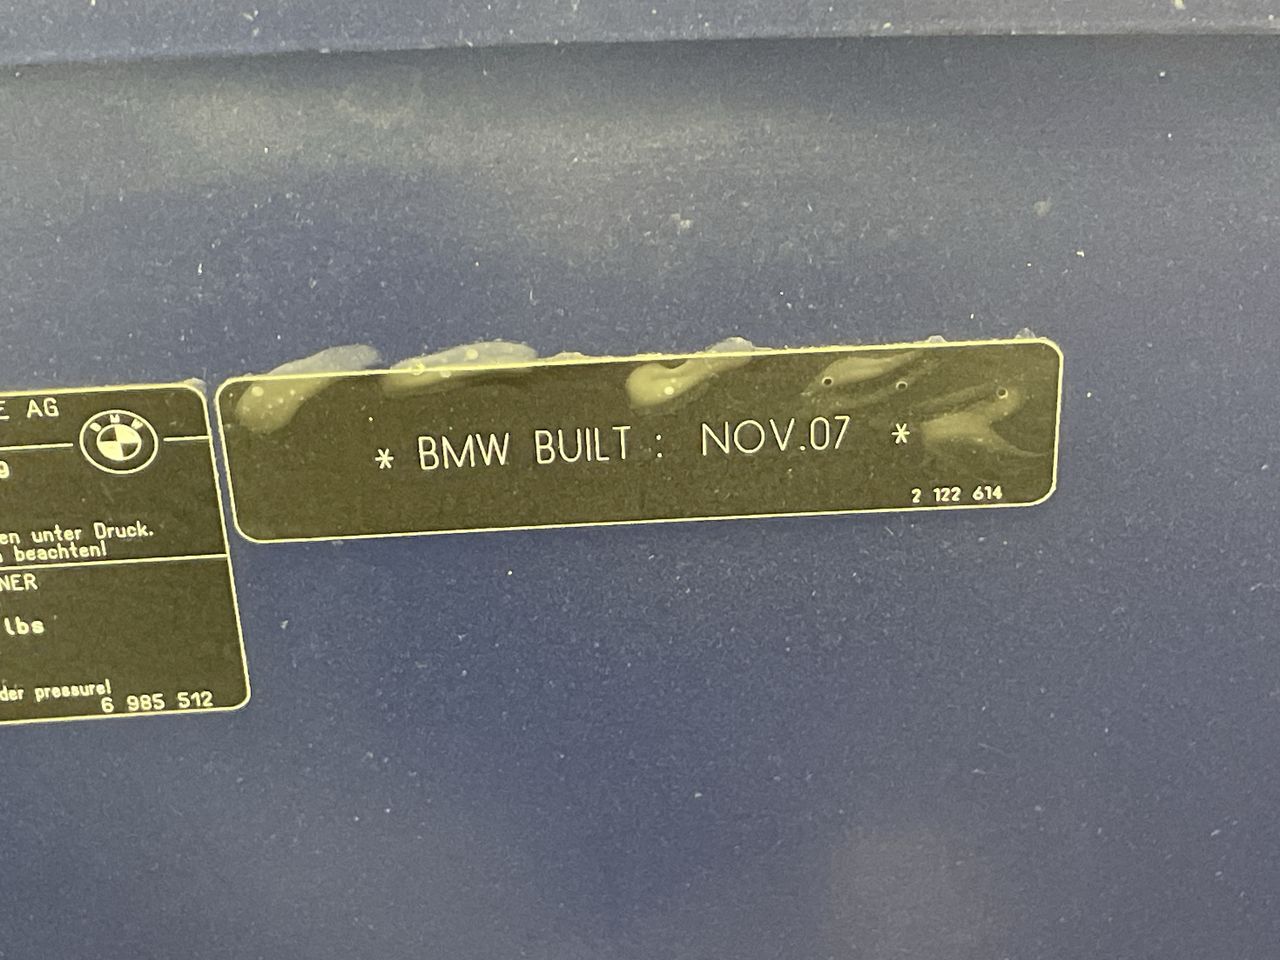 E AG
BMW
9
en unter Druck.
beachten!
NER
lbs
der pressure!
6 985 512
* BMW BUILT : NOV.07 *
2 122 614